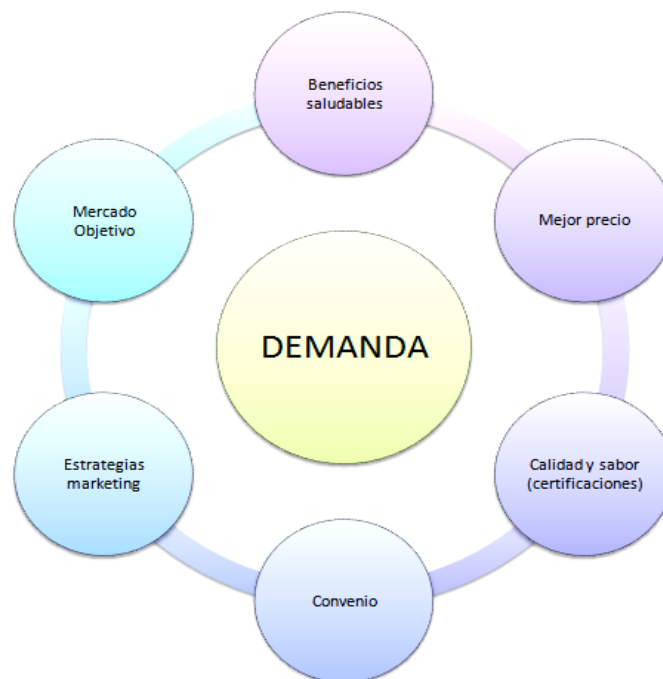 Beneficios
saludables
Mercado
Objetivo
Mejor precio
DEMANDA
Estrategias
marketing
Calidad y sabor
(certificaciones)
Convenio